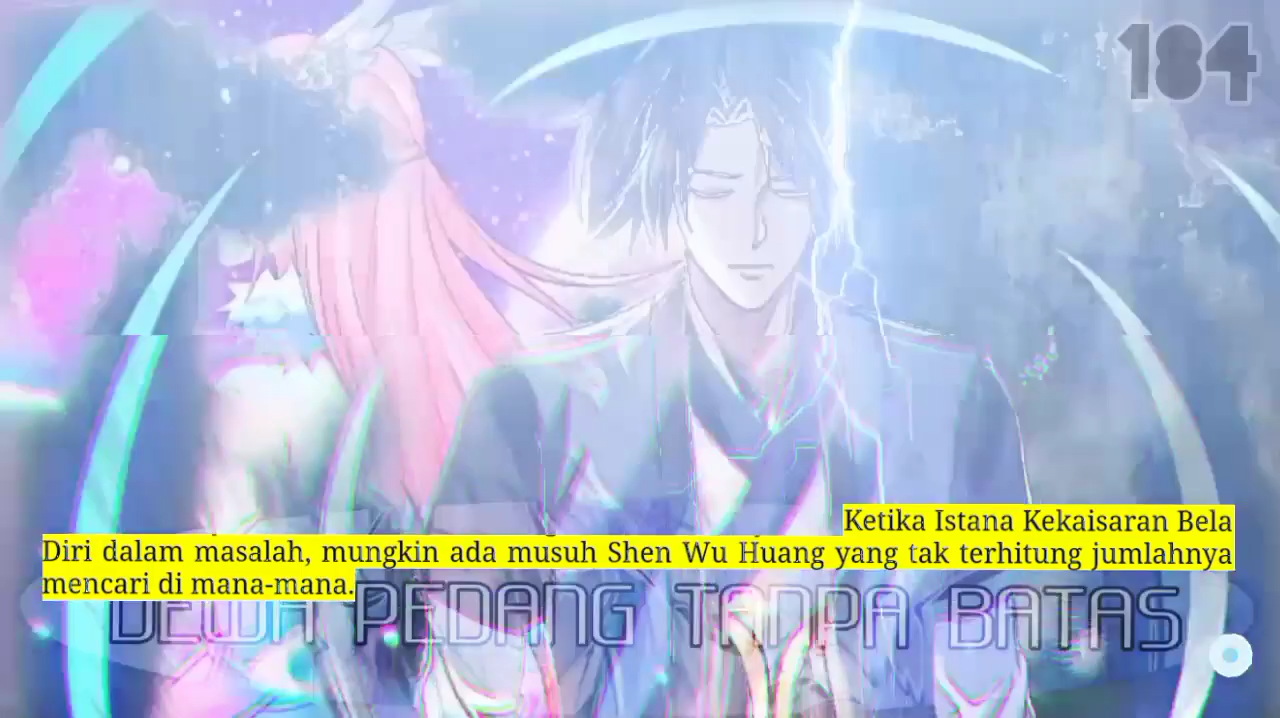 184
Ketika Istana Kekaisaran Bela
Diri dalam masalah, mungkin ada musuh Shen Wu Huang yang tak terhitung jumlahnya
mencari di mana-mana.
DEWA PEDANG TANPA BATAS